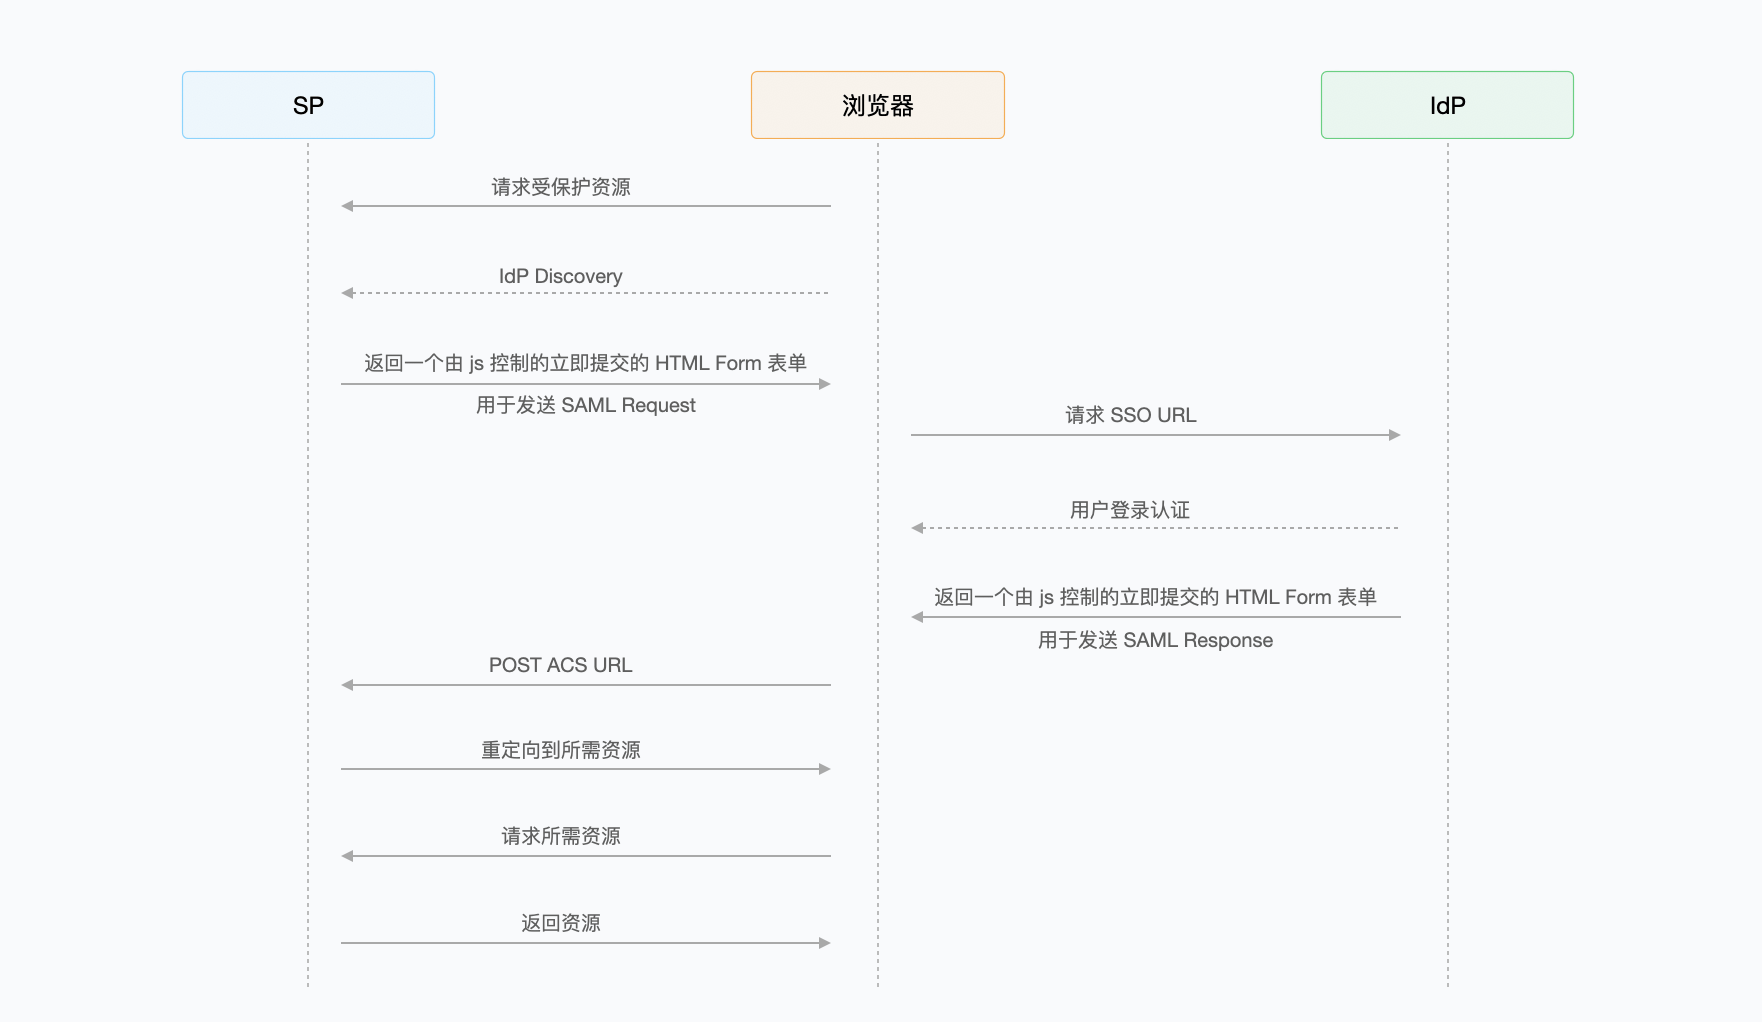 SP
浏览器
IdP
请求受保护资源
IdP Discovery
返回一个由 js 控制的立即提交的 HTML Form 表单
用于发送 SAML Request
请求 SSO URL
用户登录认证
返回一个由 js 控制的立即提交的 HTML Form 表单
用于发送 SAML Response
POST ACS URL
重定向到所需资源
请求所需资源
返回资源